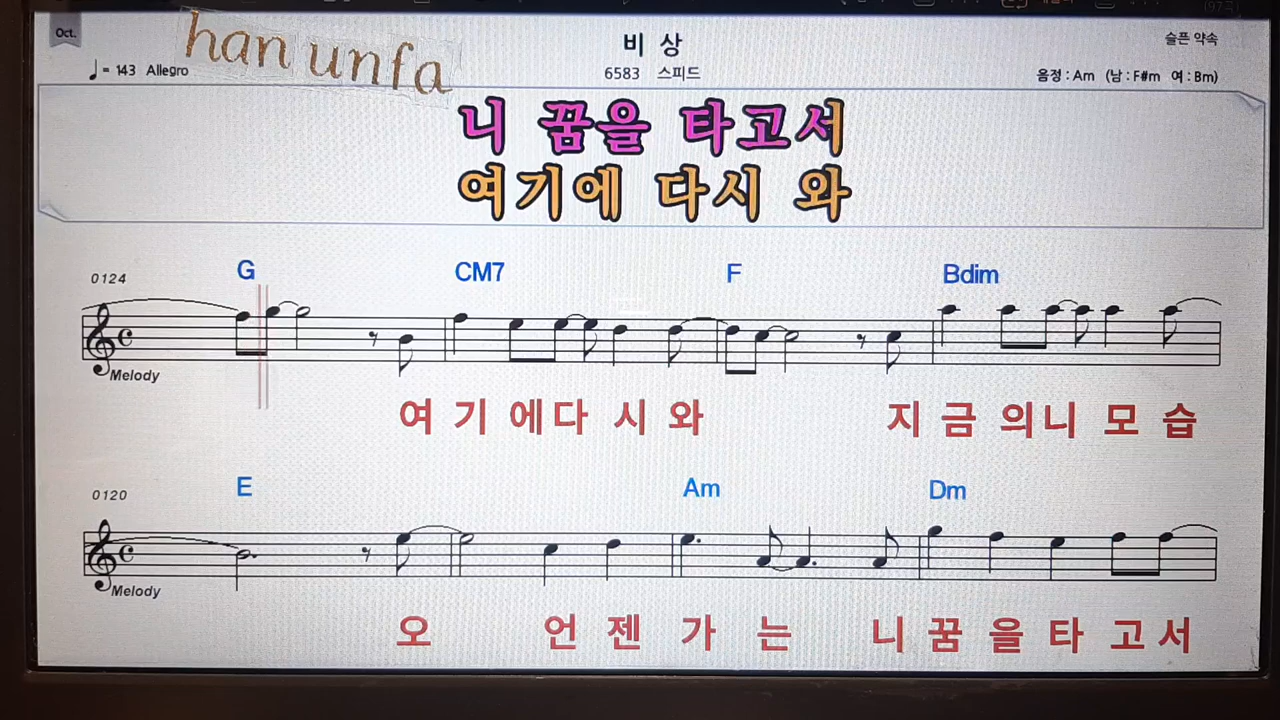 Oct.
han unfa
비 상
슬픈 약속
♩= 143 Allegro
6583 스피드
음정 : Am (남 : F#m 여 : Bm)
니 꿈을 타고서
여기에 다시 와
G CM7 F Bdim
0124
Melody
여 기 에 다 시 와 지 금 의 니 모 습
E Am Dm
0120
Melody
오 언 젠 가 는 니 꿈 을 타 고 서